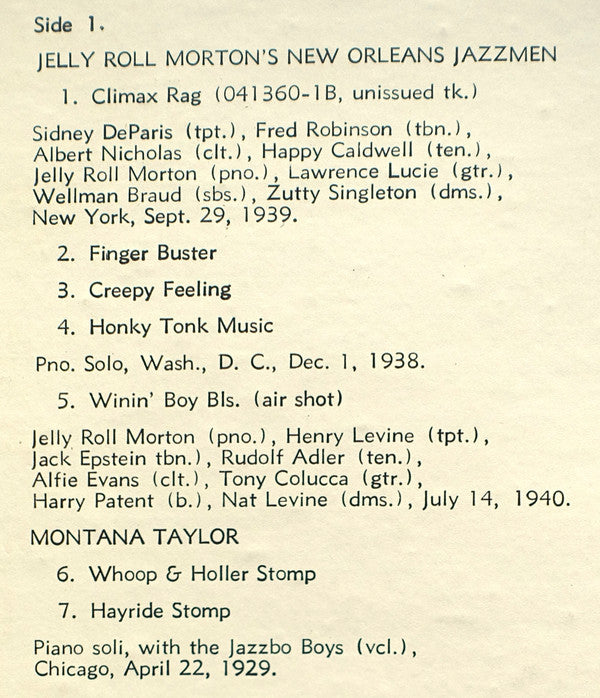 Side 1.
JELLY ROLL MORTON'S NEW ORLEANS JAZZMEN
1. Climax Rag (041360-1B, unissued tk.)
Sidney DeParis (tpt.), Fred Robinson (tbn.),
Albert Nicholas (clt.), Happy Caldwell (ten.),
Jelly Roll Morton (pno.), Lawrence Lucie (gtr.),
Wellman Braud (sbs.), Zutty Singleton (dms.),
New York, Sept. 29, 1939.
2. Finger Buster
3. Creepy Feeling
4. Honky Tonk Music
Pno. Solo, Wash., D. C., Dec. 1, 1938.
5. Winin' Boy Bls. (air shot)
Jelly Roll Morton (pno.), Henry Levine (tpt.),
Jack Epstein tbn.), Rudolf Adler (ten.),
Alfie Evans (clt.), Tony Colucca (gtr.),
Harry Patent (b.), Nat Levine (dms.), July 14, 1940.
MONTANA TAYLOR
6. Whoop & Holler Stomp
7. Hayride Stomp
Piano soli, with the Jazzbo Boys (vcl.),
Chicago, April 22, 1929.